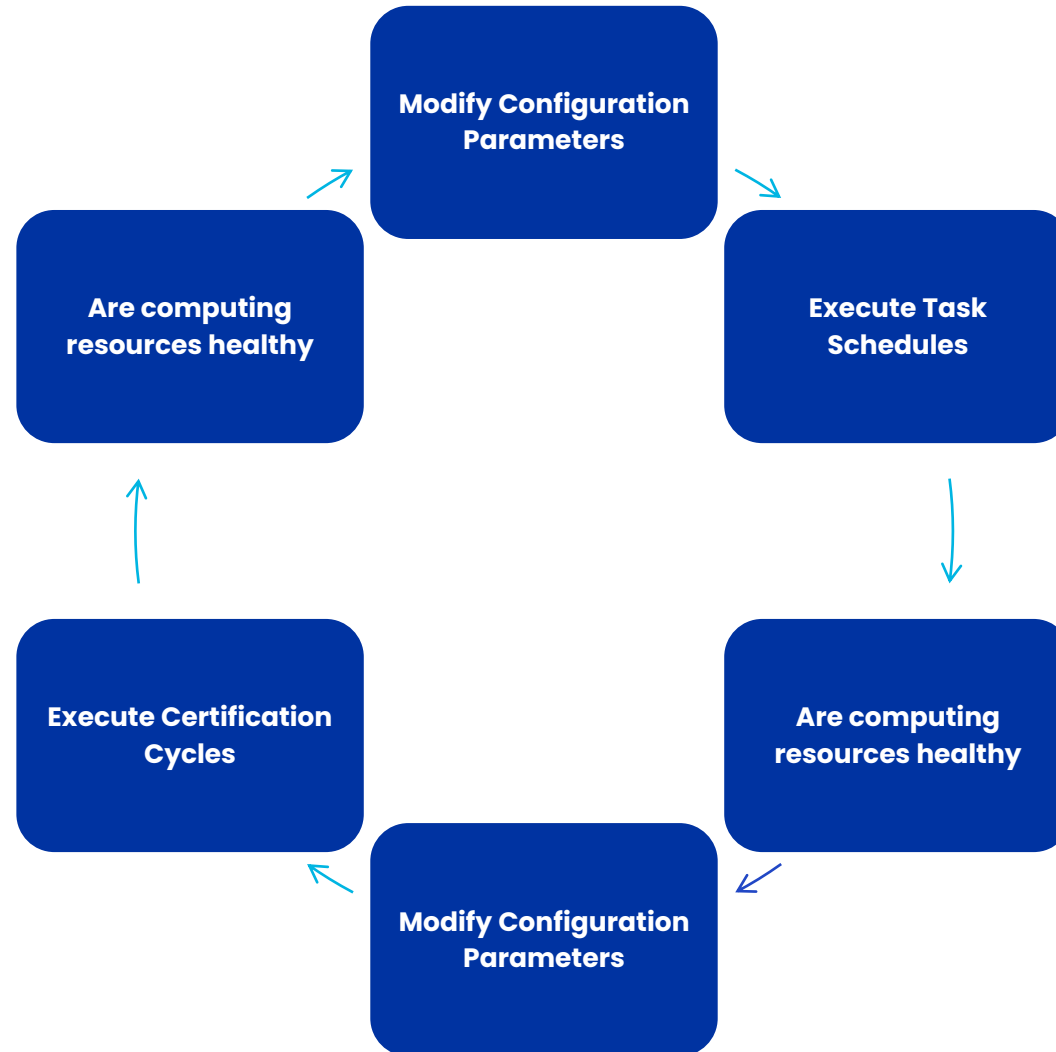 Modify Configuration
Parameters
Execute Task
Schedules
Are computing
resources healthy
Modify Configuration
Parameters
Execute Certification
Cycles
Are computing
resources healthy